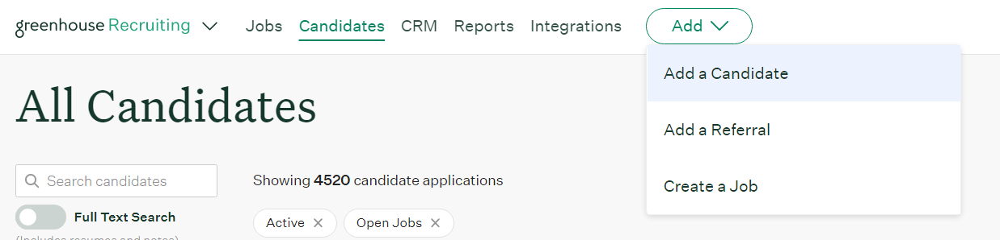 greenhouse Recruiting Jobs Candidates CRM Reports Integrations Add
Add a Candidate
Add a Referral
Create a Job
All Candidates
Search candidates
Showing 4520 candidate applications
Full Text Search
Active Open Jobs
(Includes resumes and notes)